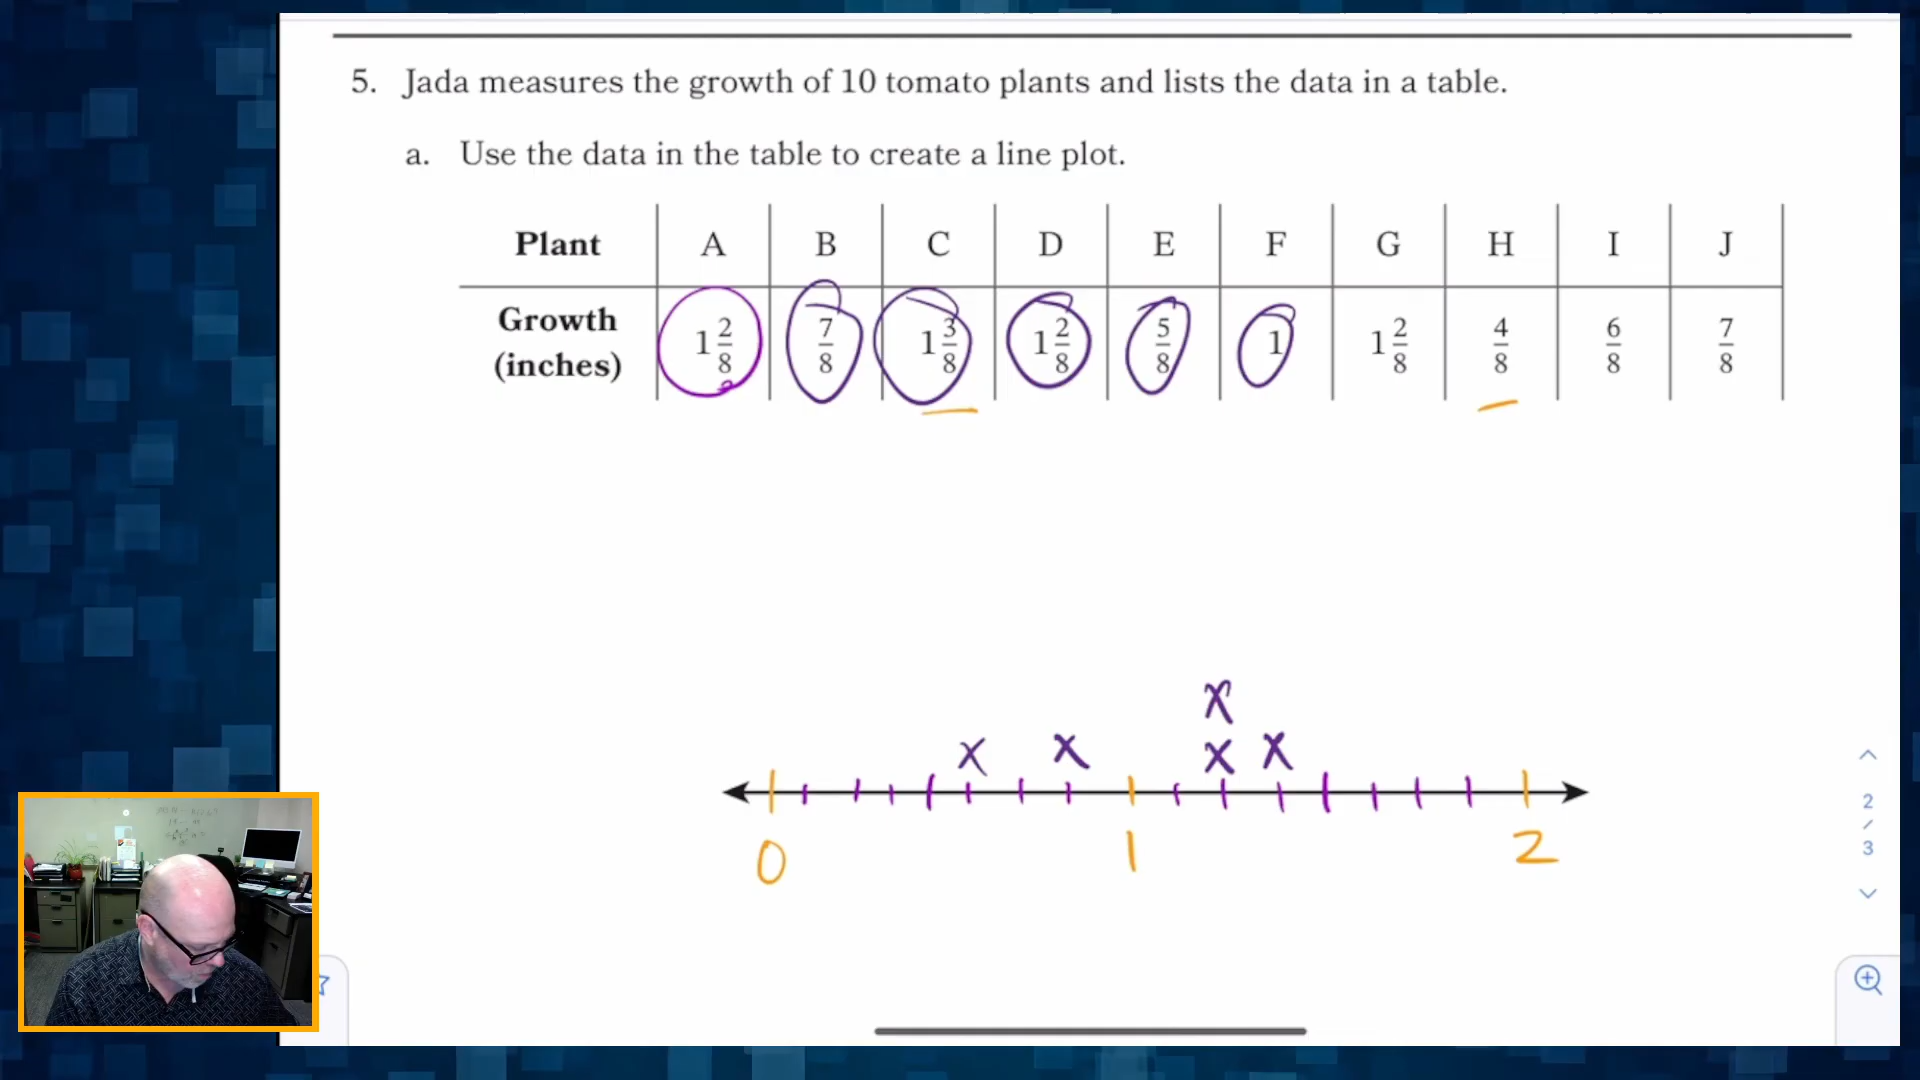 5. Jada measures the growth of 10 tomato plants and lists the data in a table.
a. Use the data in the table to create a line plot.
Plant A B C D E F G H I J
Growth (inches) 1 2/8 7/8 1 3/8 1 2/8 5/8 1 1 2/8 4/8 6/8 7/8
X
X X X X
0 1 2
2 / 3